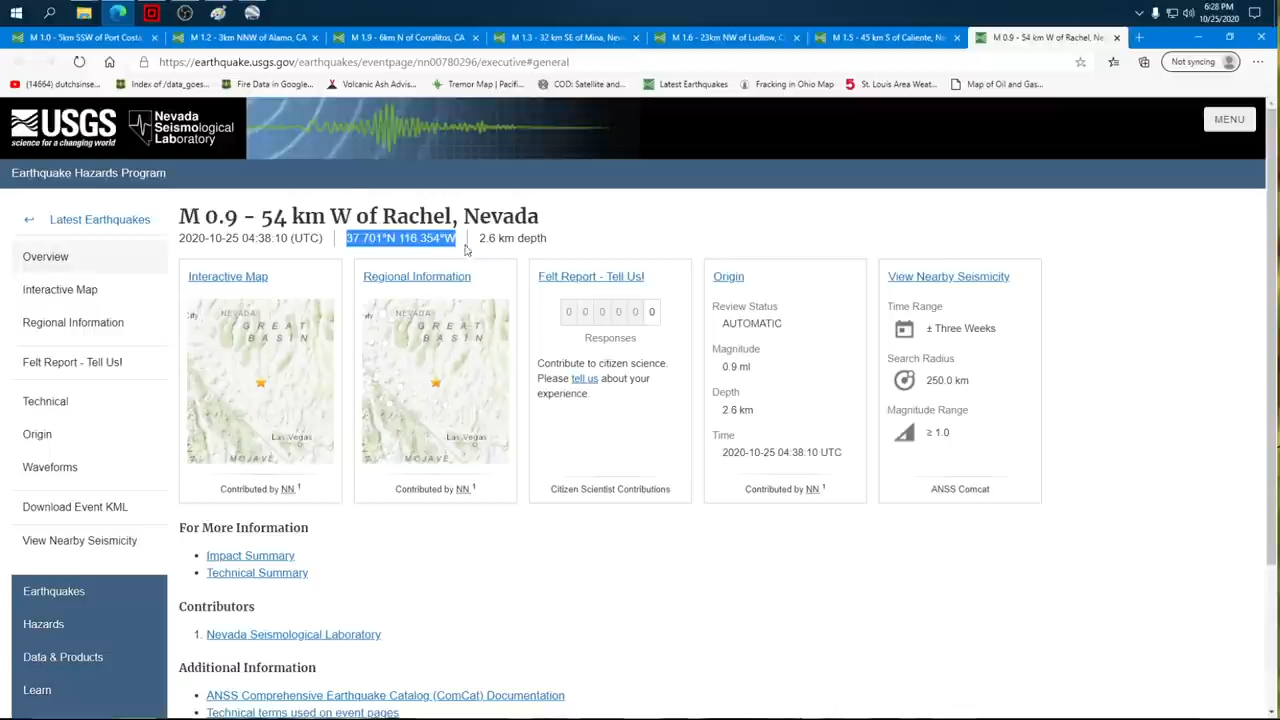 6:28 PM
10/25/2020
M 1.0 - 5km SSW of Port Costa,
M 1.2 - 3km NNW of Alamo, CA
M 1.9 - 6km N of Corralitos, CA
M 1.3 - 32 km SE of Mina, Nev
M 1.6 - 23km NW of Ludlow, C
M 1.5 - 45 km S of Caliente, N
M 0.9 - 54 km W of Rachel, Ne
https://earthquake.usgs.gov/earthquakes/eventpage/nn00780296/executive#general
Not syncing
(14664) dutchsinse...
Index of /data_goes...
Fire Data in Google...
Volcanic Ash Advis...
Tremor Map | Pacifi...
COD: Satellite and...
Latest Earthquakes
Fracking in Ohio Map
St. Louis Area Weat...
Map of Oil and Gas...
USGS
science for a changing world
Nevada
Seismological
Laboratory
MENU
Earthquake Hazards Program
Latest Earthquakes
Overview
Interactive Map
Regional Information
Felt Report - Tell Us!
Technical
Origin
Waveforms
Download Event KML
View Nearby Seismicity
Earthquakes
Hazards
Data & Products
Learn
M 0.9 - 54 km W of Rachel, Nevada
2020-10-25 04:38:10 (UTC)
37.701°N 116.354°W
2.6 km depth
Interactive Map
NEVADA
GREAT
BASIN
Las Vegas
MOJAVE
Contributed by NN 1
Regional Information
NEVADA
GREAT
BASIN
Las Vegas
MOJAVE
Contributed by NN 1
Felt Report - Tell Us!
0 0 0 0 0 0
Responses
Contribute to citizen science.
Please tell us about your
experience.
Citizen Scientist Contributions
Origin
Review Status
AUTOMATIC
Magnitude
0.9 ml
Depth
2.6 km
Time
2020-10-25 04:38:10 UTC
Contributed by NN 1
View Nearby Seismicity
Time Range
± Three Weeks
Search Radius
250.0 km
Magnitude Range
≥ 1.0
ANSS Comcat
For More Information
• Impact Summary
• Technical Summary
Contributors
1. Nevada Seismological Laboratory
Additional Information
• ANSS Comprehensive Earthquake Catalog (ComCat) Documentation
• Technical terms used on event pages